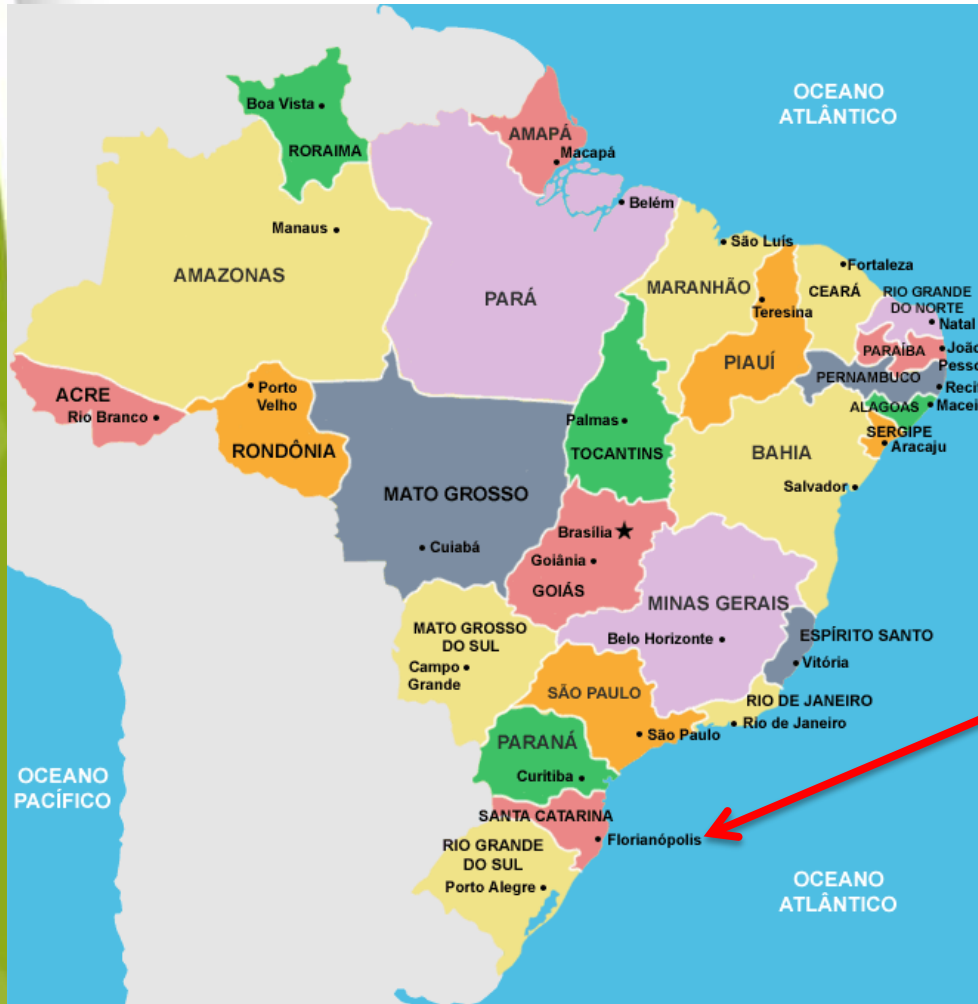 OCEANO
ATLÂNTICO
Boa Vista
RORAIMA
AMAPÁ
Macapá
Belém
Manaus
AMAZONAS
PARÁ
São Luís
MARANHÃO
Teresina
Fortaleza
CEARÁ
RIO GRANDE
DO NORTE
Natal
PARAÍBA
João
Pesso
PIAUÍ
PERNAMBUCO
Recif
ALAGOAS
Macei
SERGIPE
Aracaju
ACRE
Rio Branco
Porto
Velho
RONDÔNIA
Palmas
TOCANTINS
BAHIA
Salvador
MATO GROSSO
Cuiabá
Brasília
Goiânia
GOIÁS
MINAS GERAIS
Belo Horizonte
ESPÍRITO SANTO
Vitória
MATO GROSSO
DO SUL
Campo
Grande
SÃO PAULO
São Paulo
RIO DE JANEIRO
Rio de Janeiro
PARANÁ
Curitiba
OCEANO
PACÍFICO
SANTA CATARINA
Florianópolis
RIO GRANDE
DO SUL
Porto Alegre
OCEANO
ATLÂNTICO